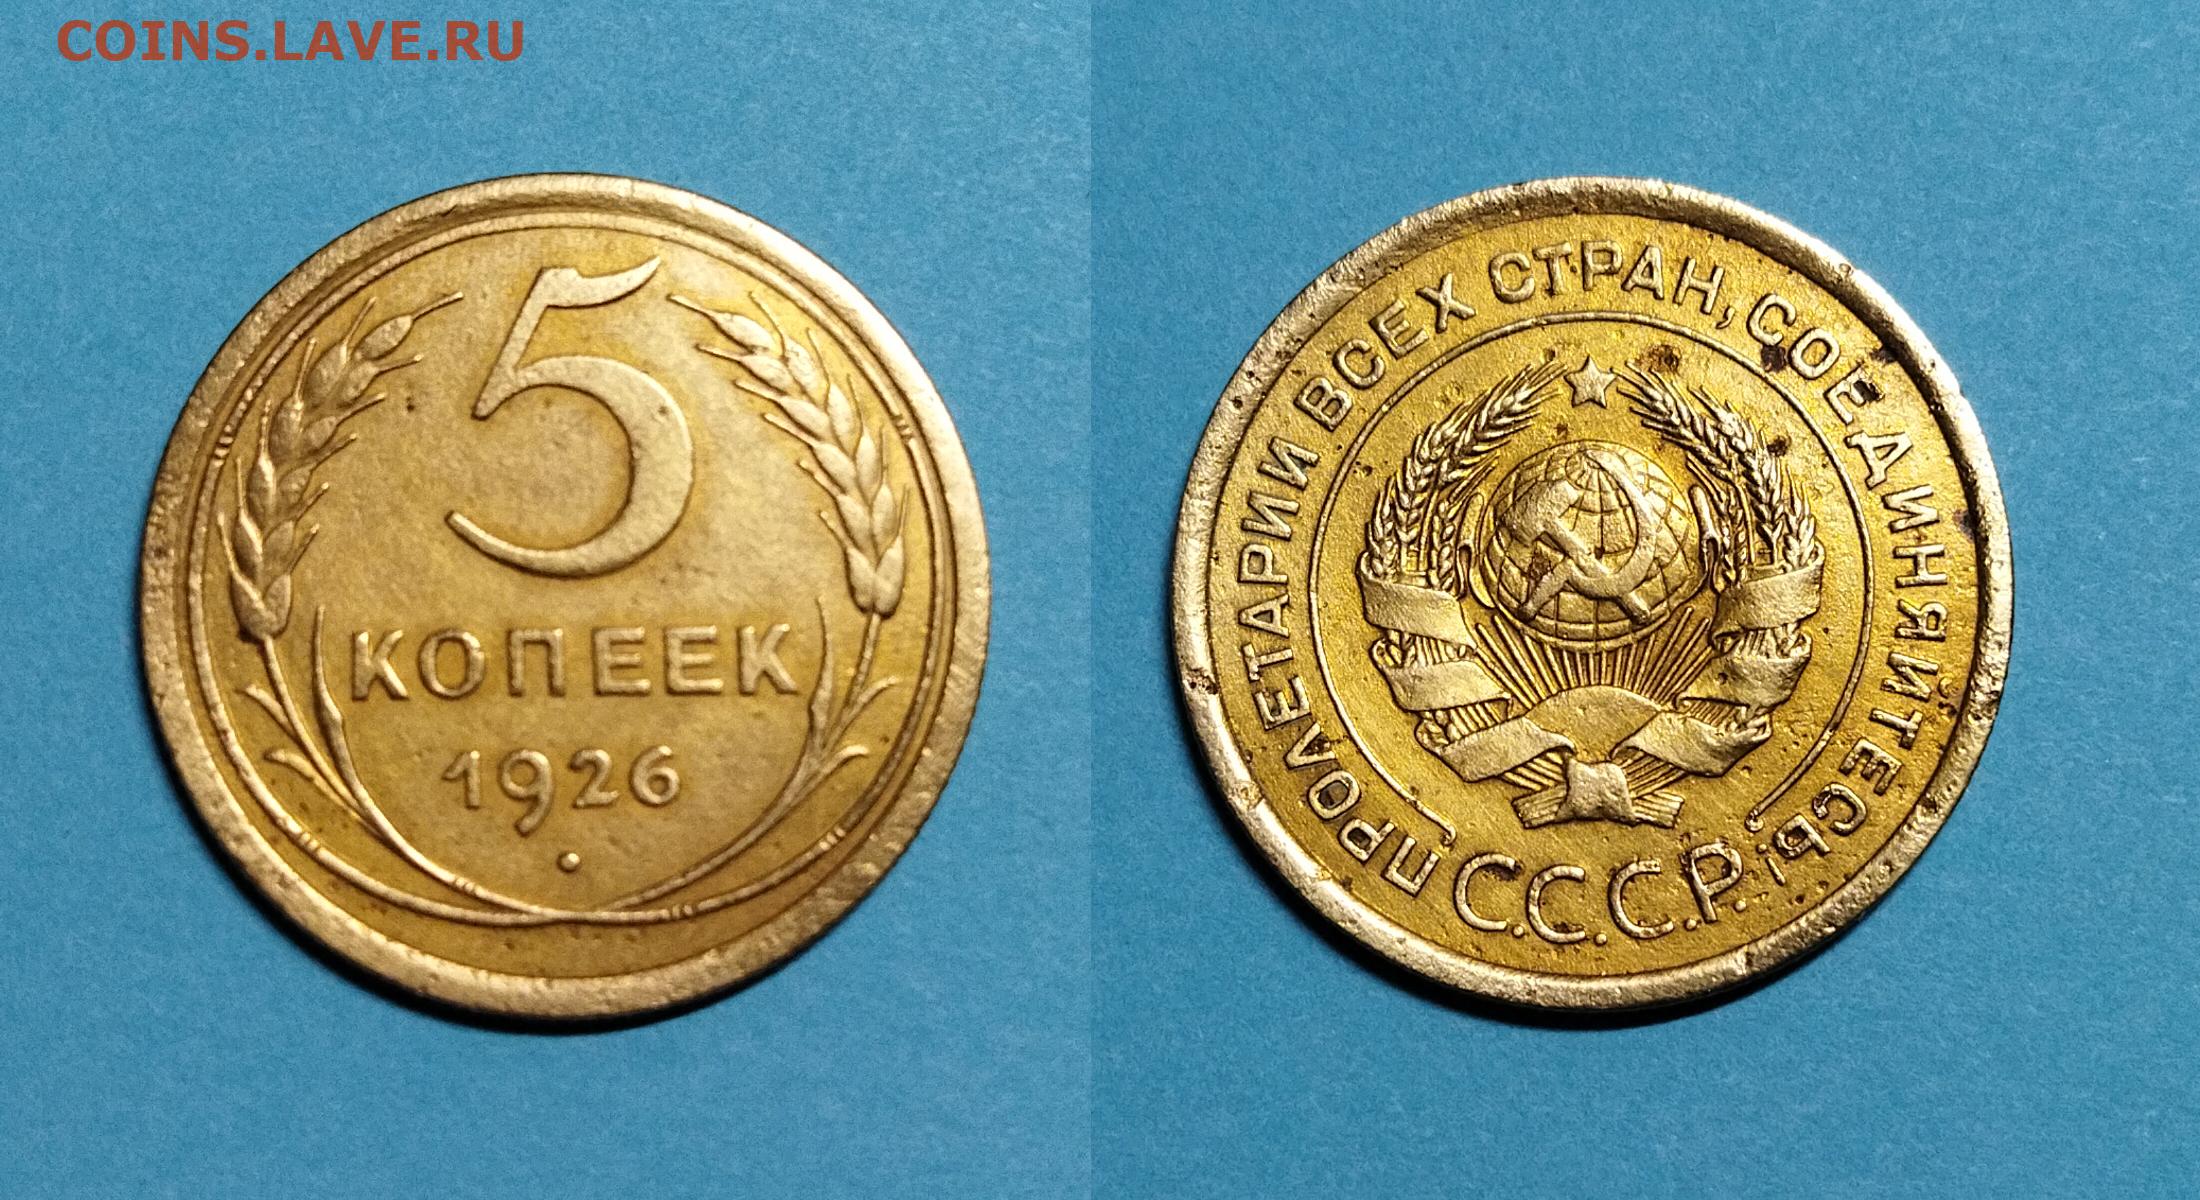 COINS.LAVE.RU
5
КОПЕЕК
1926
ПРОЛЕТАРИИ ВСЕХ СТРАН, СОЕДИНЯЙТЕСЬ!
С.С.С.Р.